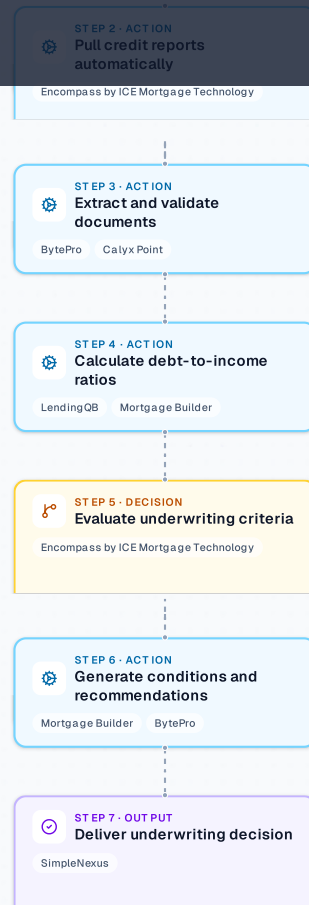 STEP 2 · ACTION
Pull credit reports
automatically
Encompass by ICE Mortgage Technology
STEP 3 · ACTION
Extract and validate
documents
BytePro Calyx Point
STEP 4 · ACTION
Calculate debt-to-income
ratios
LendingQB Mortgage Builder
STEP 5 · DECISION
Evaluate underwriting criteria
Encompass by ICE Mortgage Technology
STEP 6 · ACTION
Generate conditions and
recommendations
Mortgage Builder BytePro
STEP 7 · OUTPUT
Deliver underwriting decision
SimpleNexus